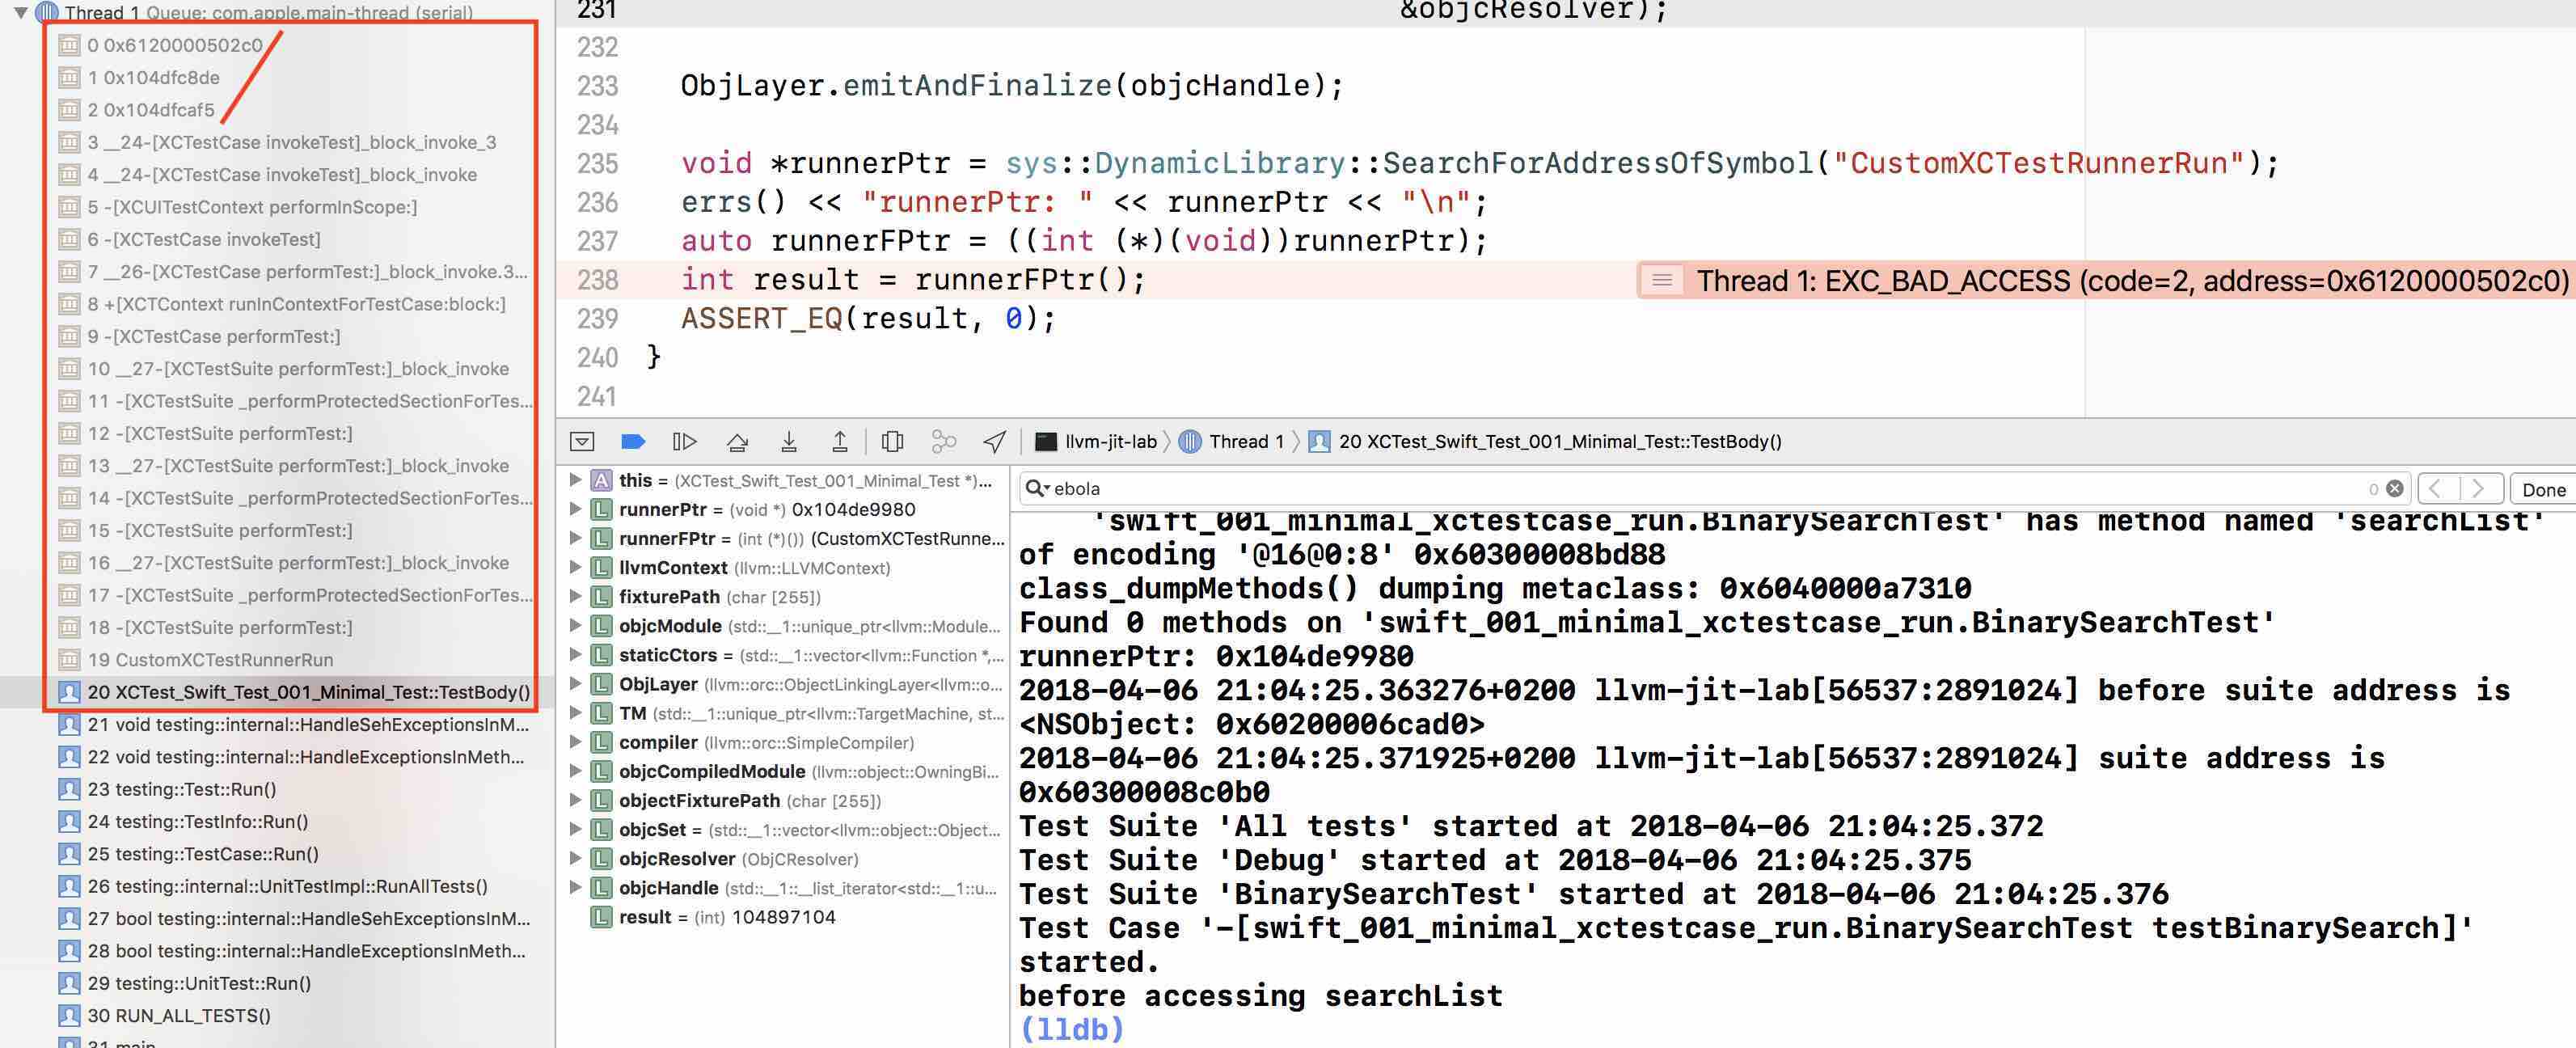 Thread 1 Queue: com.apple.main-thread (serial)
0 0x6120000502c0
1 0x104dfc8de
2 0x104dfcaf5
3 __24-[XCTestCase invokeTest]_block_invoke_3
4 __24-[XCTestCase invokeTest]_block_invoke
5 -[XCUITestContext performInScope:]
6 -[XCTestCase invokeTest]
7 __26-[XCTestCase performTest:]_block_invoke.3...
8 +[XCTContext runInContextForTestCase:block:]
9 -[XCTestCase performTest:]
10 __27-[XCTestSuite performTest:]_block_invoke
11 -[XCTestSuite _performProtectedSectionForTes...
12 -[XCTestSuite performTest:]
13 __27-[XCTestSuite performTest:]_block_invoke
14 -[XCTestSuite _performProtectedSectionForTes...
15 -[XCTestSuite performTest:]
16 __27-[XCTestSuite performTest:]_block_invoke
17 -[XCTestSuite _performProtectedSectionForTes...
18 -[XCTestSuite performTest:]
19 CustomXCTestRunnerRun
20 XCTest_Swift_Test_001_Minimal_Test::TestBody()
21 void testing::internal::HandleSehExceptionsInM...
22 void testing::internal::HandleExceptionsInMeth...
23 testing::Test::Run()
24 testing::TestInfo::Run()
25 testing::TestCase::Run()
26 testing::internal::UnitTestImpl::RunAllTests()
27 bool testing::internal::HandleSehExceptionsInM...
28 bool testing::internal::HandleExceptionsInMeth...
29 testing::UnitTest::Run()
30 RUN_ALL_TESTS()
31 main
231 &objcResolver);
232
233 ObjLayer.emitAndFinalize(objcHandle);
234
235 void *runnerPtr = sys::DynamicLibrary::SearchForAddressOfSymbol("CustomXCTestRunnerRun");
236 errs() << "runnerPtr: " << runnerPtr << "\n";
237 auto runnerFPtr = ((int (*)(void))runnerPtr);
238 int result = runnerFPtr(); Thread 1: EXC_BAD_ACCESS (code=2, address=0x6120000502c0)
239 ASSERT_EQ(result, 0);
240 }
241
llvm-jit-lab Thread 1 20 XCTest_Swift_Test_001_Minimal_Test::TestBody()
A this = (XCTest_Swift_Test_001_Minimal_Test *)...
L runnerPtr = (void *) 0x104de9980
L runnerFPtr = (int (*)()) (CustomXCTestRunne...
L llvmContext (llvm::LLVMContext)
L fixturePath (char [255])
L objcModule (std::__1::unique_ptr<llvm::Module...
L staticCtors = (std::__1::vector<llvm::Function *,...
L ObjLayer (llvm::orc::ObjectLinkingLayer<llvm::o...
L TM (std::__1::unique_ptr<llvm::TargetMachine, st...
L compiler (llvm::orc::SimpleCompiler)
L objcCompiledModule (llvm::object::OwningBi...
L objectFixturePath (char [255])
L objcSet = (std::__1::vector<llvm::object::Object...
L objcResolver (ObjCResolver)
L objcHandle (std::__1::__list_iterator<std::__1::u...
L result = (int) 104897104
ebola 0 Done
'swift_001_minimal_xctestcase_run.BinarySearchTest' has method named 'searchList'
of encoding '@16@0:8' 0x60300008bd88
class_dumpMethods() dumping metaclass: 0x6040000a7310
Found 0 methods on 'swift_001_minimal_xctestcase_run.BinarySearchTest'
runnerPtr: 0x104de9980
2018-04-06 21:04:25.363276+0200 llvm-jit-lab[56537:2891024] before suite address is
<NSObject: 0x60200006cad0>
2018-04-06 21:04:25.371925+0200 llvm-jit-lab[56537:2891024] suite address is
0x60300008c0b0
Test Suite 'All tests' started at 2018-04-06 21:04:25.372
Test Suite 'Debug' started at 2018-04-06 21:04:25.375
Test Suite 'BinarySearchTest' started at 2018-04-06 21:04:25.376
Test Case '-[swift_001_minimal_xctestcase_run.BinarySearchTest testBinarySearch]'
started.
before accessing searchList
(lldb)